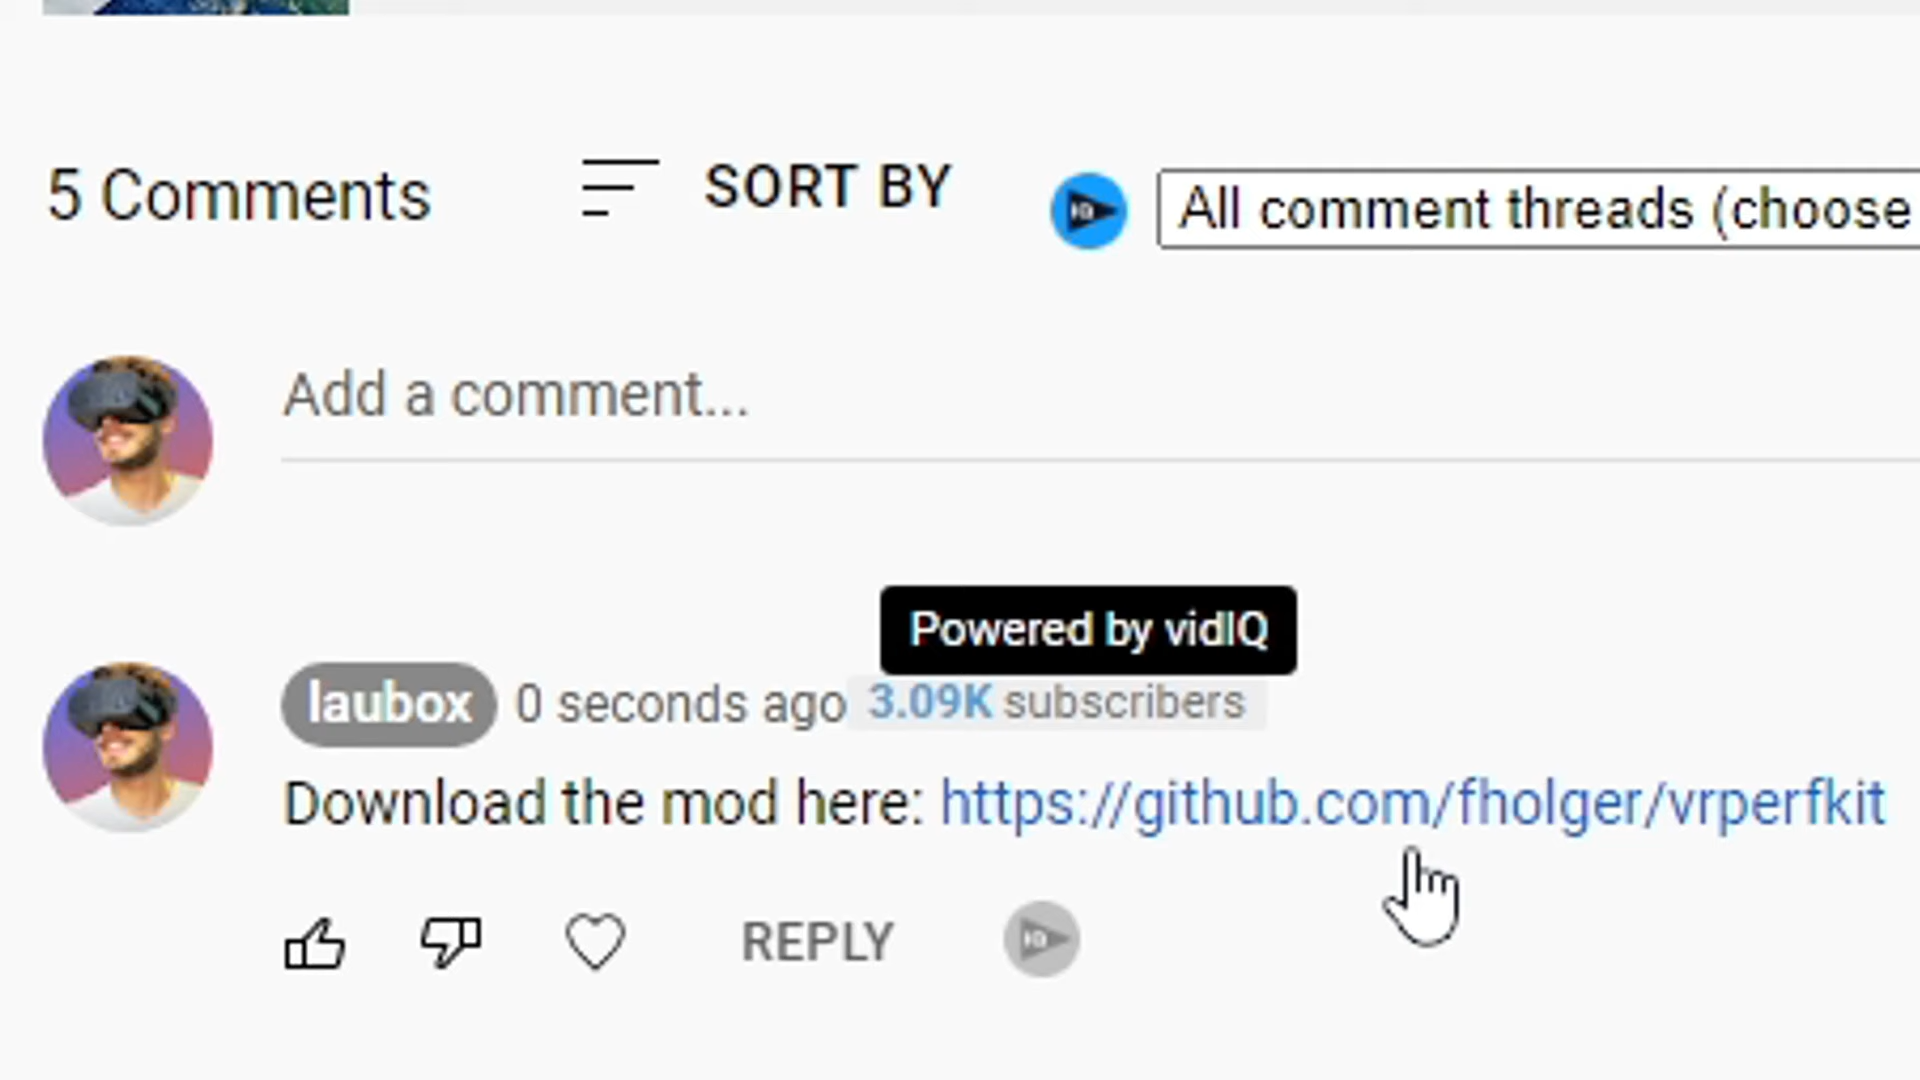 5 Comments
SORT BY
All comment threads (choose
Add a comment...
Powered by vidIQ
laubox 0 seconds ago 3.09K subscribers
Download the mod here: https://github.com/fholger/vrperfkit
REPLY